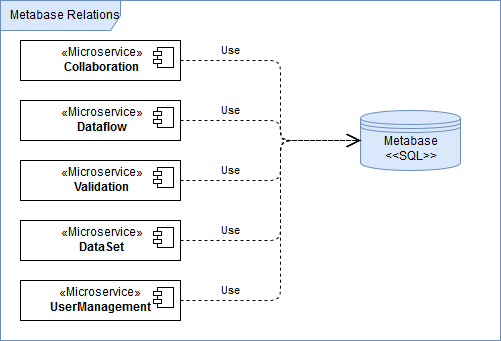 Metabase Relations
«Microservice»
Collaboration
Use
«Microservice»
Dataflow
Use
Metabase
<<SQL>>
«Microservice»
Validation
Use
«Microservice»
DataSet
Use
«Microservice»
UserManagement
Use